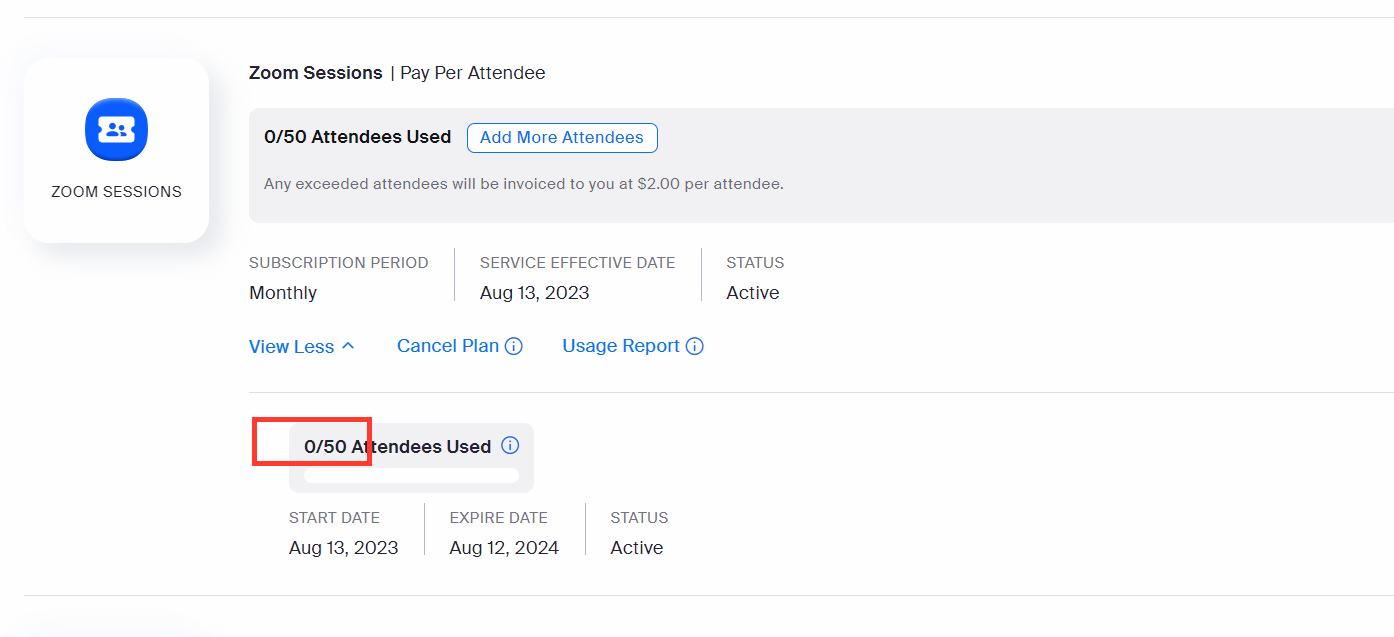 Zoom Sessions | Pay Per Attendee
0/50 Attendees Used Add More Attendees
Any exceeded attendees will be invoiced to you at $2.00 per attendee.
ZOOM SESSIONS
SUBSCRIPTION PERIOD SERVICE EFFECTIVE DATE STATUS
Monthly Aug 13, 2023 Active
View Less Cancel Plan Usage Report
0/50 Attendees Used
START DATE EXPIRE DATE STATUS
Aug 13, 2023 Aug 12, 2024 Active